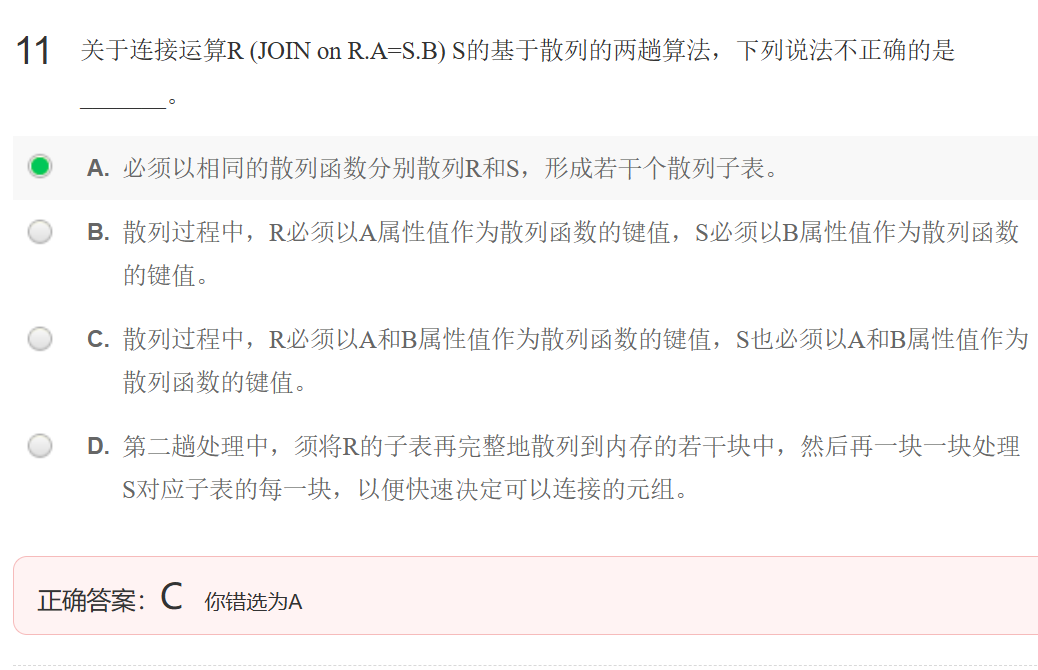 11 关于连接运算R (JOIN on R.A=S.B) S的基于散列的两趟算法，下列说法不正确的是
_______。
A. 必须以相同的散列函数分别散列R和S，形成若干个散列子表。
B. 散列过程中，R必须以A属性值作为散列函数的键值，S必须以B属性值作为散列函数
的键值。
C. 散列过程中，R必须以A和B属性值作为散列函数的键值，S也必须以A和B属性值作为
散列函数的键值。
D. 第二趟处理中，须将R的子表再完整地散列到内存的若干块中，然后再一块一块处理
S对应子表的每一块，以便快速决定可以连接的元组。
正确答案：C 你错选为A